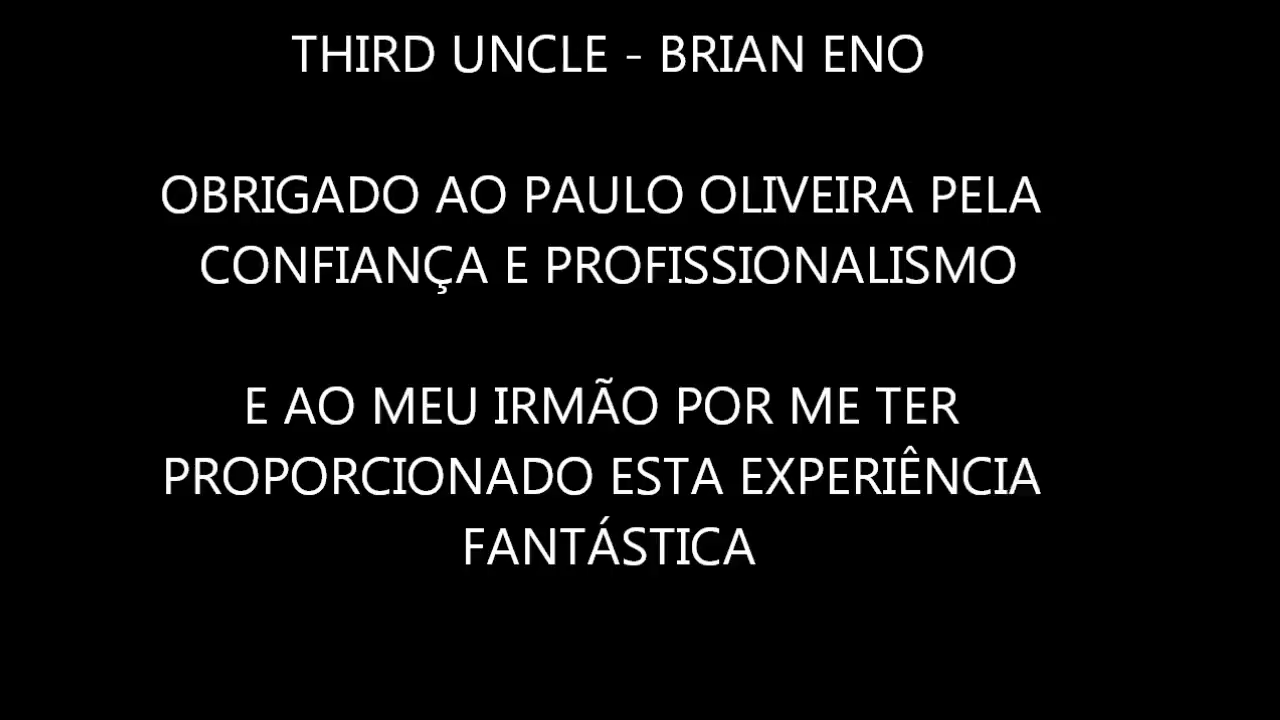 THIRD UNCLE - BRIAN ENO
OBRIGADO AO PAULO OLIVEIRA PELA
CONFIANÇA E PROFISSIONALISMO
E AO MEU IRMÃO POR ME TER
PROPORCIONADO ESTA EXPERIÊNCIA
FANTÁSTICA